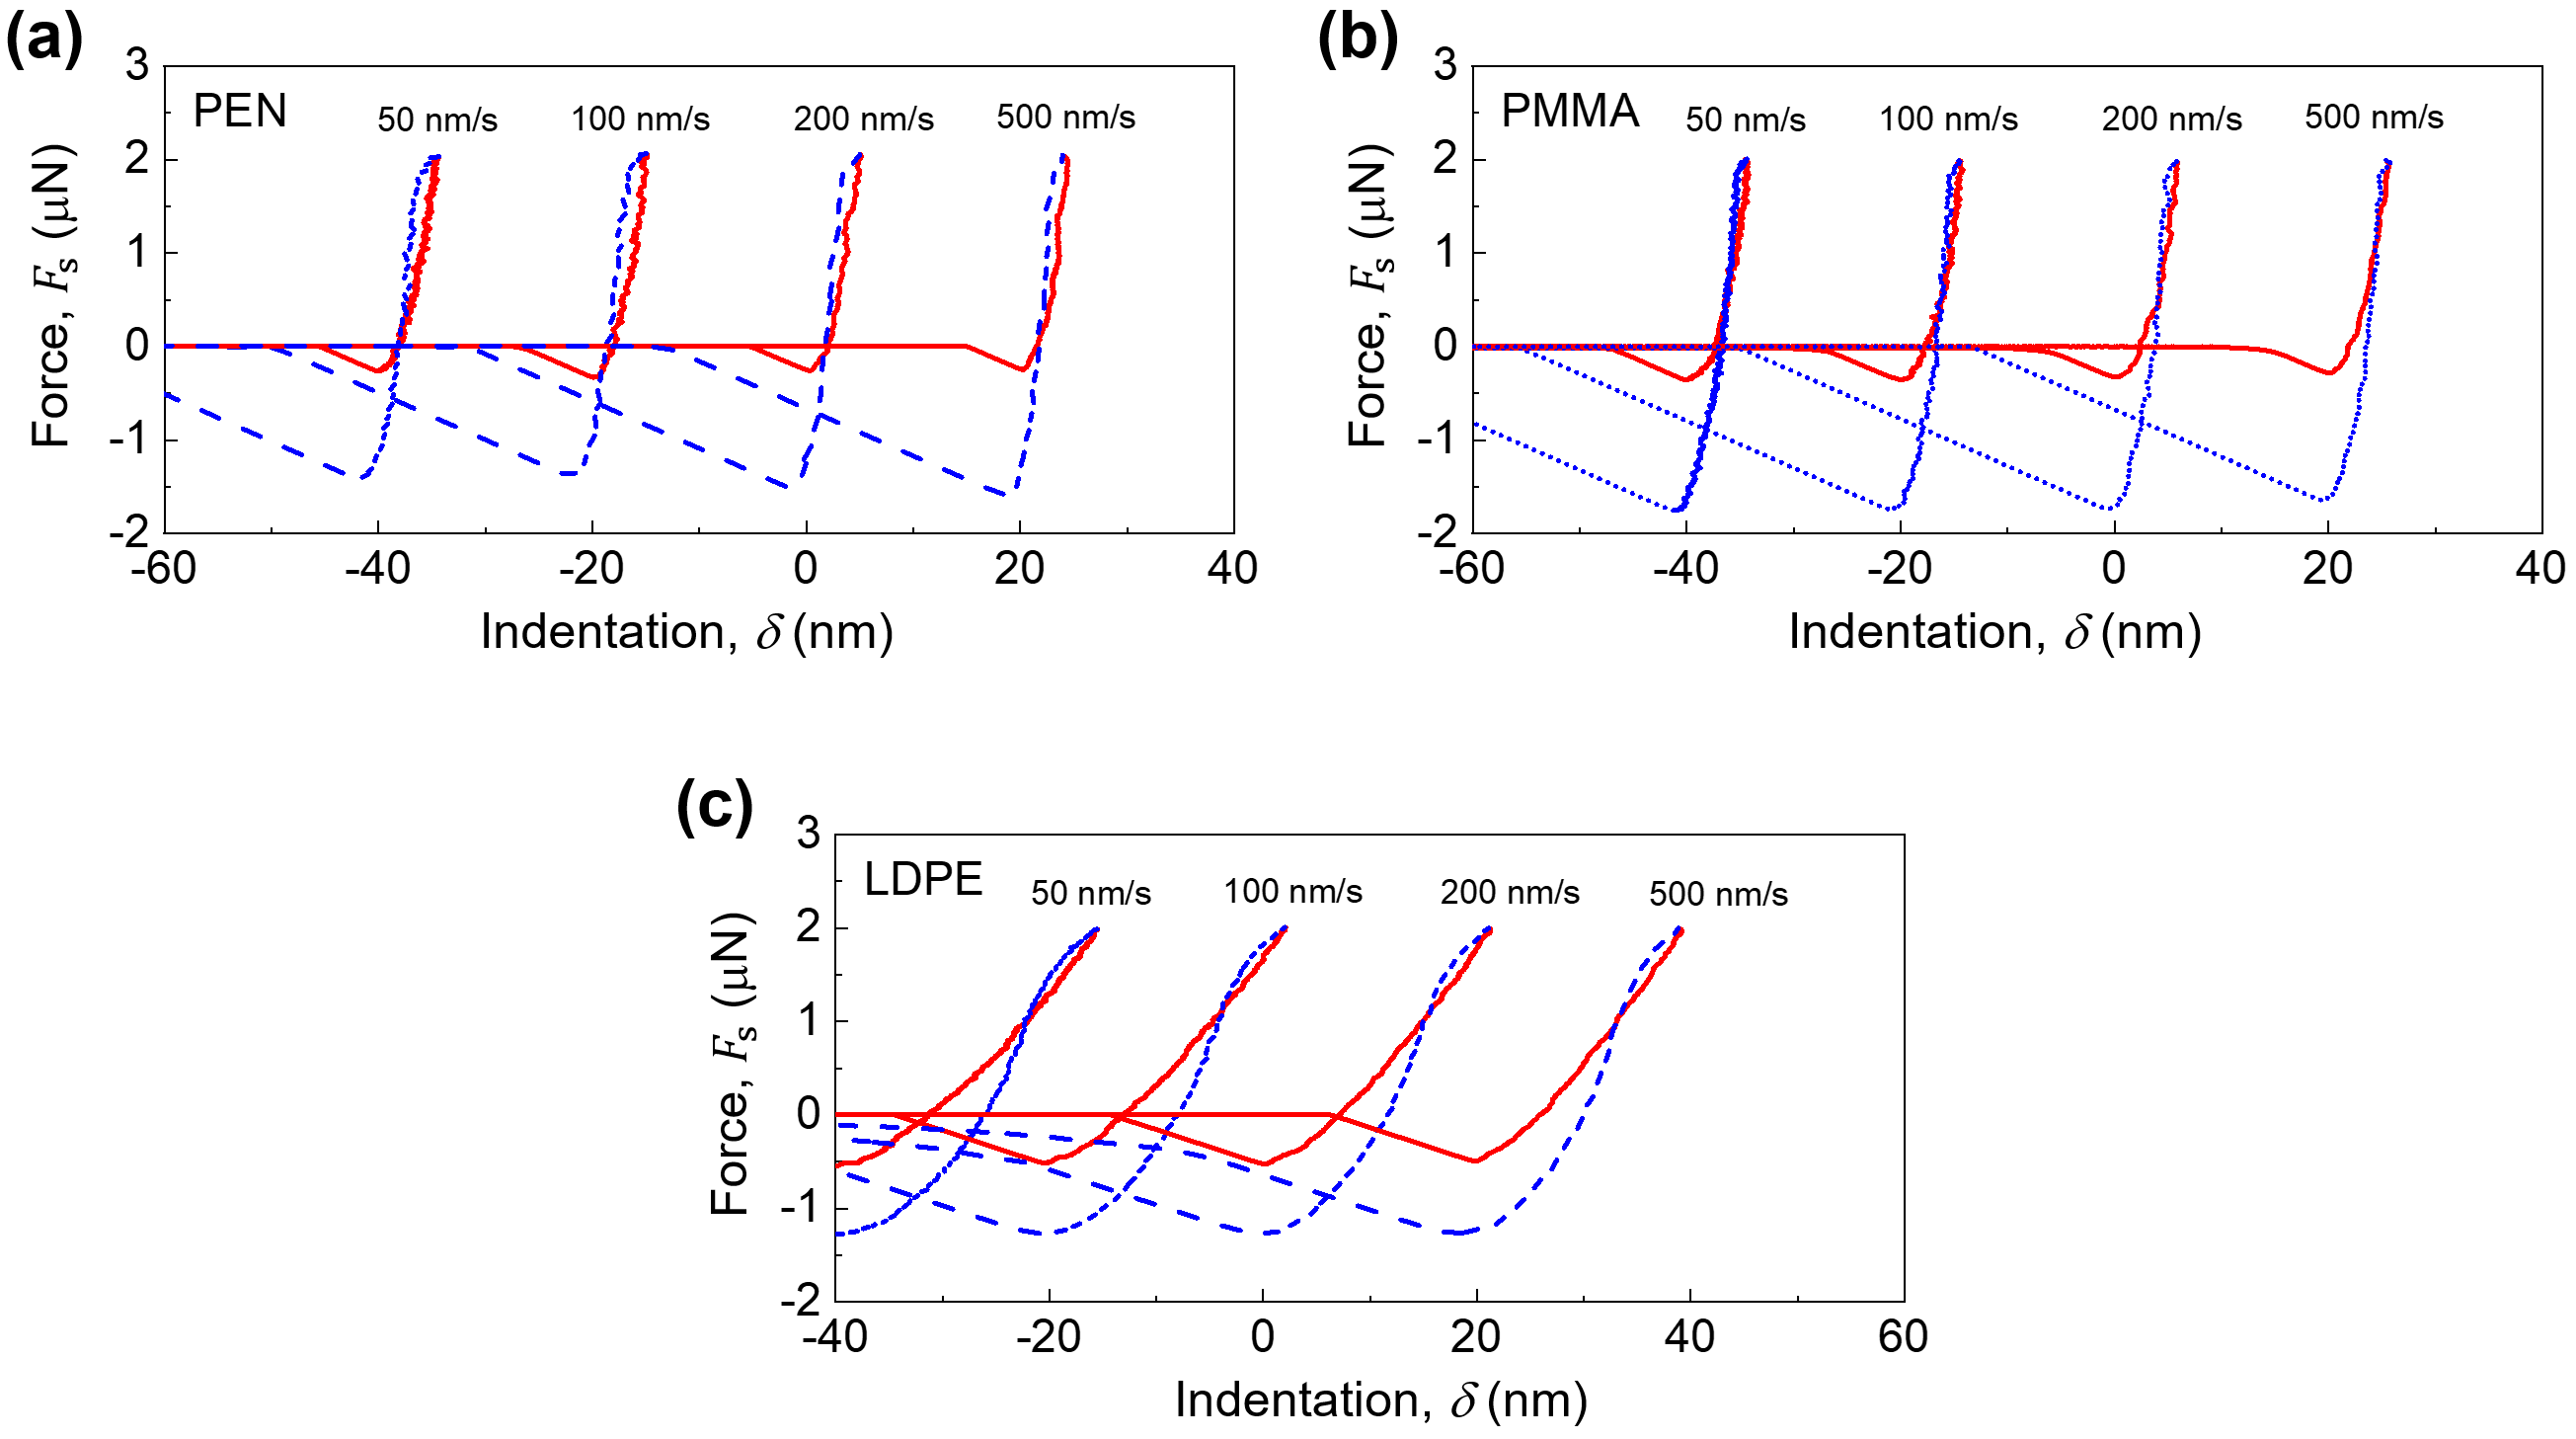 (a)
PEN
50 nm/s 100 nm/s 200 nm/s 500 nm/s
3
2
1
0
-1
-2
Force, Fs (μN)
-60 -40 -20 0 20 40
Indentation, δ (nm)
(b)
PMMA
50 nm/s 100 nm/s 200 nm/s 500 nm/s
3
2
1
0
-1
-2
Force, Fs (μN)
-60 -40 -20 0 20 40
Indentation, δ (nm)
(c)
LDPE
50 nm/s 100 nm/s 200 nm/s 500 nm/s
3
2
1
0
-1
-2
Force, Fs (μN)
-40 -20 0 20 40 60
Indentation, δ (nm)